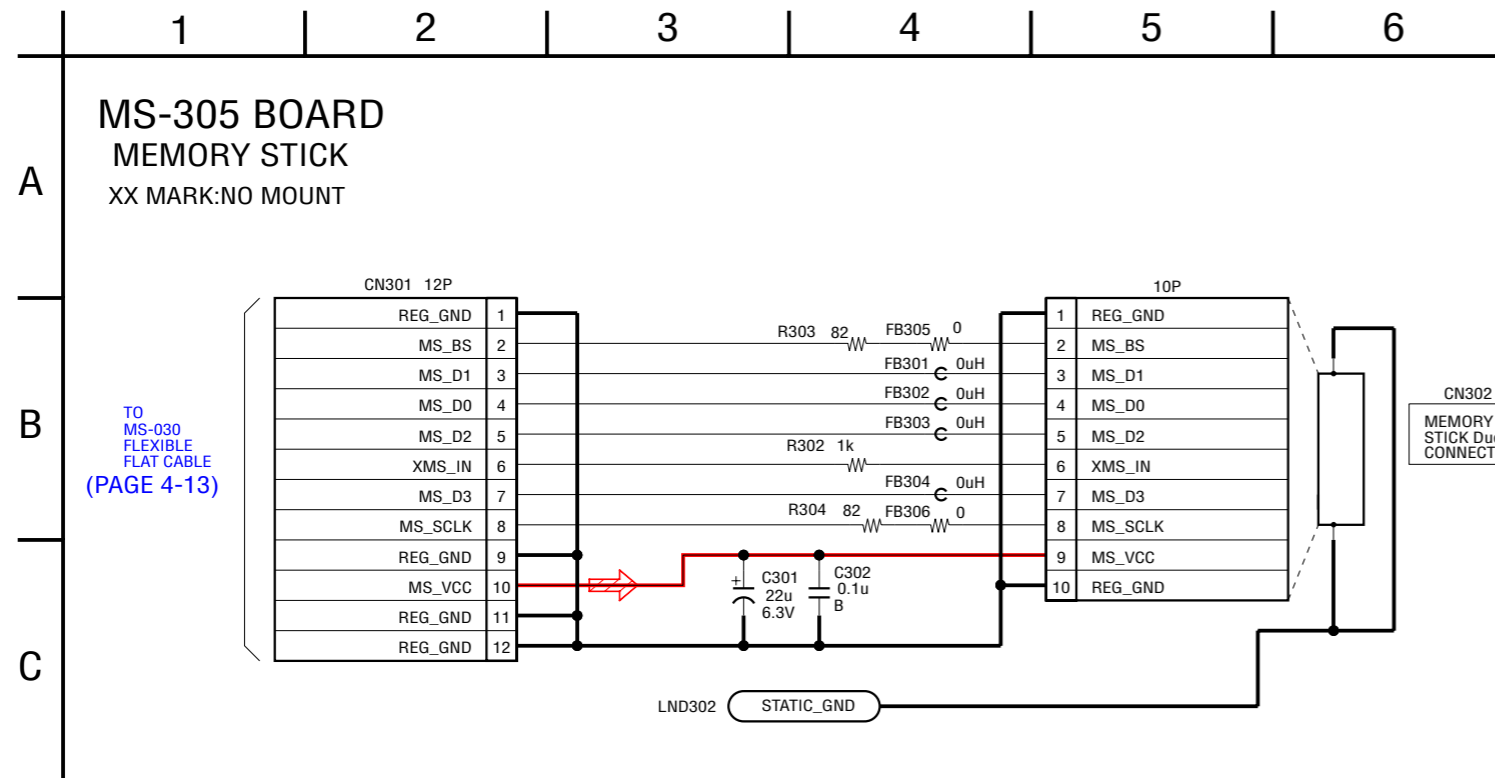 1 2 3 4 5 6
MS-305 BOARD
MEMORY STICK
XX MARK:NO MOUNT
A
B
C
TO
MS-030
FLEXIBLE
FLAT CABLE
(PAGE 4-13)
CN301 12P
REG_GND 1
MS_BS 2
MS_D1 3
MS_D0 4
MS_D2 5
XMS_IN 6
MS_D3 7
MS_SCLK 8
REG_GND 9
MS_VCC 10
REG_GND 11
REG_GND 12
R303 82 FB305 0
FB301 0uH
FB302 0uH
FB303 0uH
R302 1k
FB304 0uH
R304 82 FB306 0
+
C301
22u
6.3V
C302
0.1u
B
10P
1 REG_GND
2 MS_BS
3 MS_D1
4 MS_D0
5 MS_D2
6 XMS_IN
7 MS_D3
8 MS_SCLK
9 MS_VCC
10 REG_GND
CN302
MEMORY
STICK Du
CONNECT
LND302 STATIC_GND